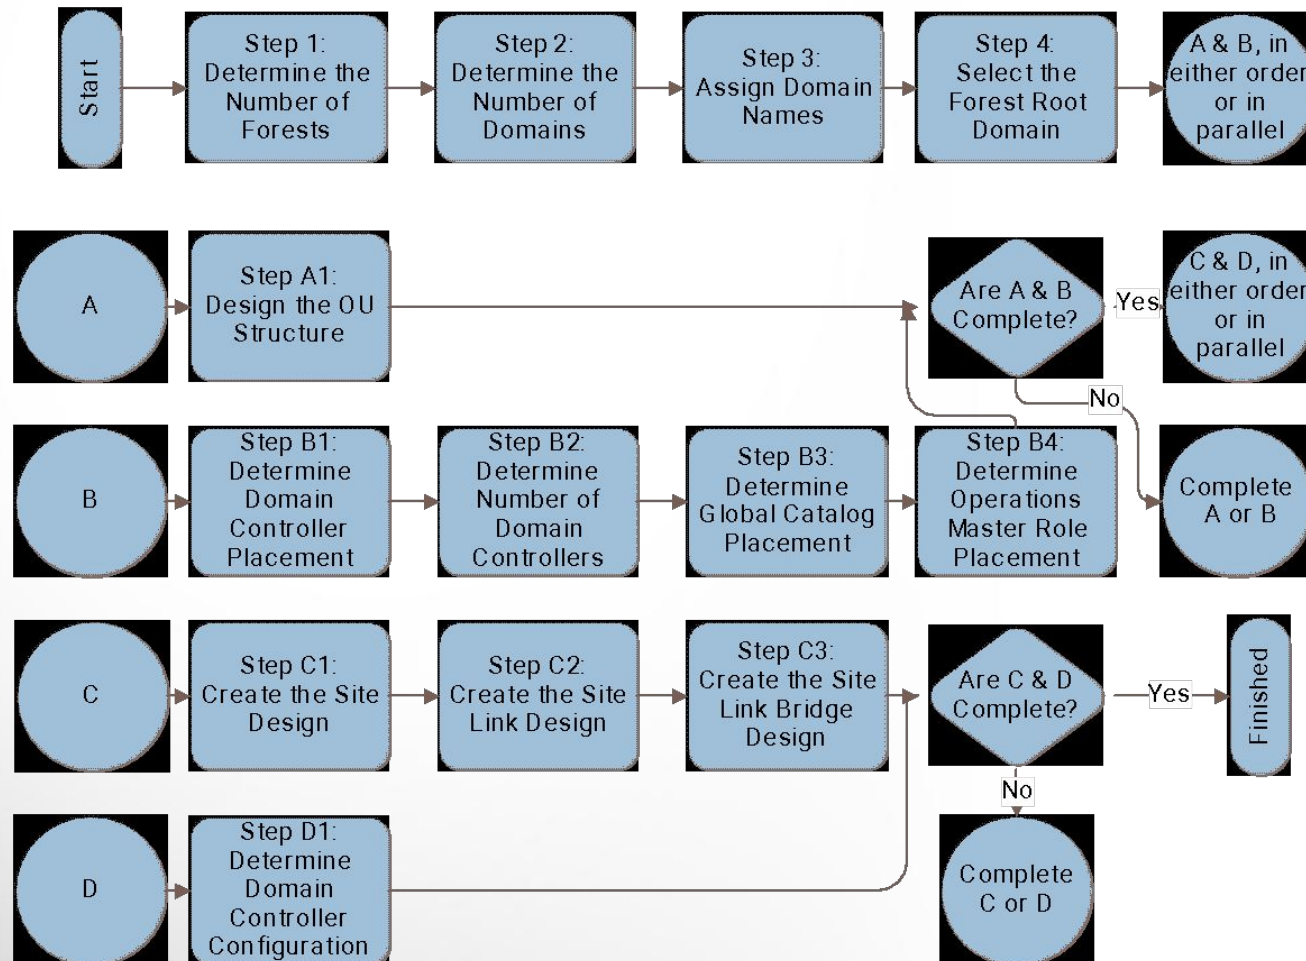 Start
Step 1:
Determine the
Number of
Forests
Step 2:
Determine the
Number of
Domains
Step 3:
Assign Domain
Names
Step 4:
Select the
Forest Root
Domain
A & B, in
either order
or in
parallel
A
Step A1:
Design the OU
Structure
Are A & B
Complete?
Yes
C & D, in
either order
or in
parallel
No
B
Step B1:
Determine
Domain
Controller
Placement
Step B2:
Determine
Number of
Domain
Controllers
Step B3:
Determine
Global Catalog
Placement
Step B4:
Determine
Operations
Master Role
Placement
Complete
A or B
C
Step C1:
Create the Site
Design
Step C2:
Create the Site
Link Design
Step C3:
Create the Site
Link Bridge
Design
Are C & D
Complete?
Yes
Finished
No
D
Step D1:
Determine
Domain
Controller
Configuration
Complete
C or D